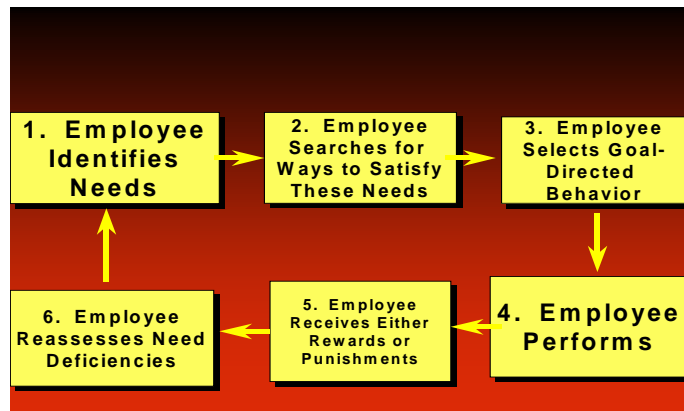 1. Employee
Identifies
Needs
2. Employee
Searches for
Ways to Satisfy
These Needs
3. Employee
Selects Goal-
Directed
Behavior
4. Employee
Performs
5. Employee
Receives Either
Rewards or
Punishments
6. Employee
Reassesses Need
Deficiencies